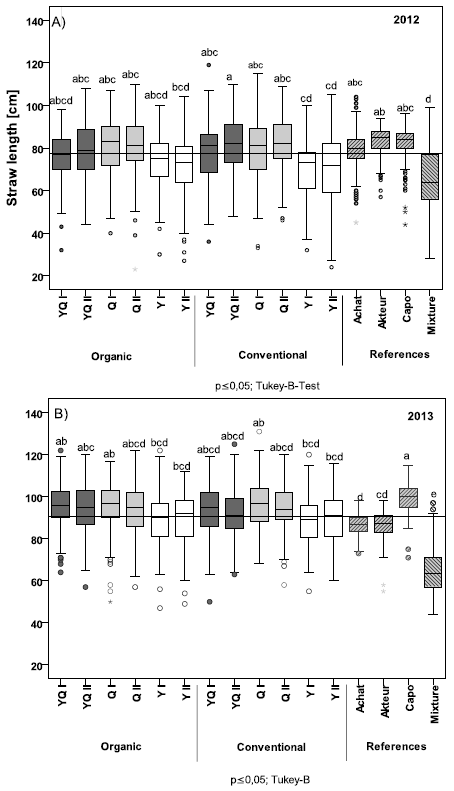 A)
2012
Straw length [cm]
140
120
100
80
60
40
20
abcd
abc
abc
abc
abc
bcd
abc
a
abc
abc
cd
cd
abc
ab
abc
d
YQ I
YQ II
Q I
Q II
Y I
Y II
YQ I
YQ II
Q I
Q II
Y I
Y II
Achat
Akteur
Capo
Mixture
Organic
Conventional
References
p≤0,05; Tukey-B-Test
B)
2013
140
120
100
80
60
40
20
ab
abc
ab
abcd
bcd
bcd
abcd
abcd
ab
abcd
bcd
bcd
d
cd
a
e
YQ I
YQ II
Q I
Q II
Y I
Y II
YQ I
YQ II
Q I
Q II
Y I
Y II
Achat
Akteur
Capo
Mixture
Organic
Conventional
References
p≤0,05; Tukey-B